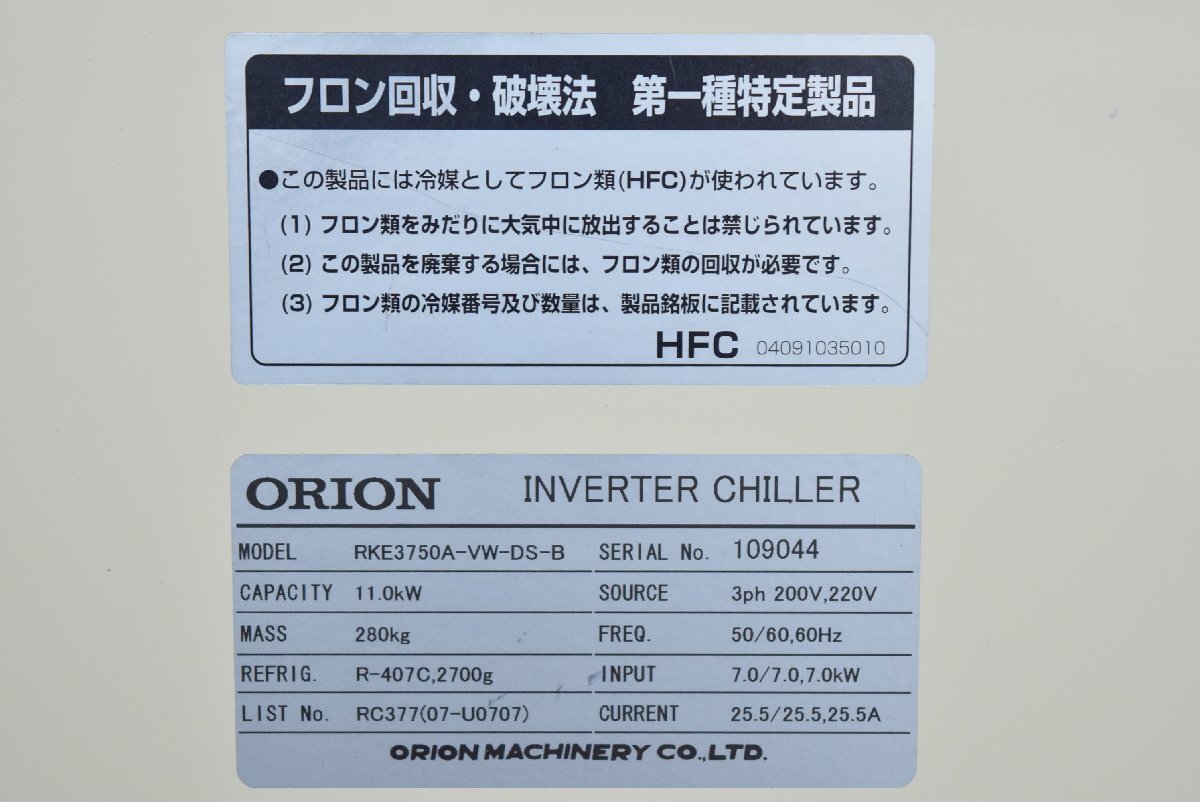 フロン回収・破壊法　第一種特定製品
●この製品には冷媒としてフロン類(HFC)が使われています。
(1) フロン類をみだりに大気中に放出することは禁じられています。
(2) この製品を廃棄する場合には、フロン類の回収が必要です。
(3) フロン類の冷媒番号及び数量は、製品銘板に記載されています。
HFC 04091035010
ORION INVERTER CHILLER
MODEL RKE3750A-VW-DS-B SERIAL No. 109044
CAPACITY 11.0kW SOURCE 3ph 200V,220V
MASS 280kg FREQ. 50/60,60Hz
REFRIG. R-407C,2700g INPUT 7.0/7.0,7.0kW
LIST No. RC377(07-U0707) CURRENT 25.5/25.5,25.5A
ORION MACHINERY CO.,LTD.